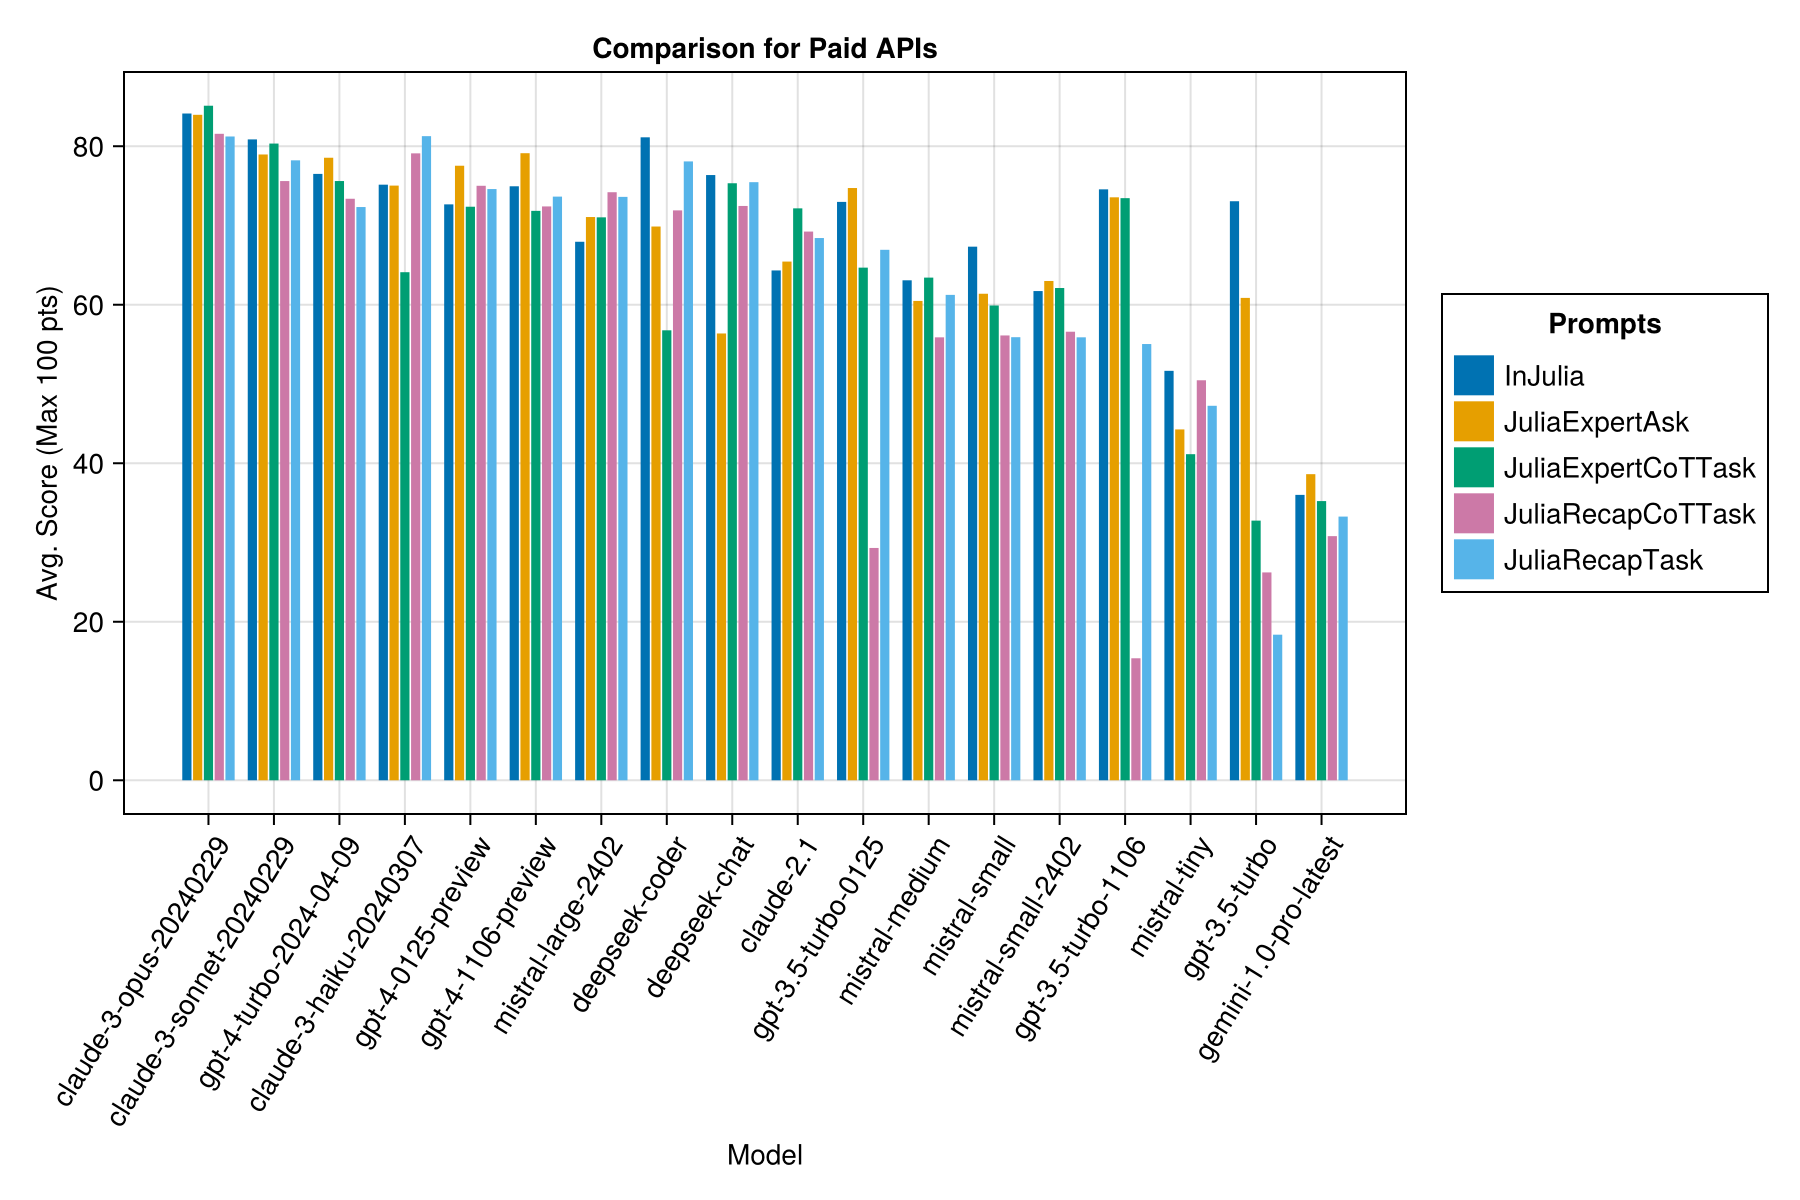 Comparison for Paid APIs
Avg. Score (Max 100 pts)
80
60
40
20
0
claude-3-opus-20240229
claude-3-sonnet-20240229
gpt-4-turbo-2024-04-09
claude-3-haiku-20240307
gpt-4-0125-preview
gpt-4-1106-preview
mistral-large-2402
deepseek-coder
deepseek-chat
claude-2.1
gpt-3.5-turbo-0125
mistral-medium
mistral-small
mistral-small-2402
gpt-3.5-turbo-1106
mistral-tiny
gpt-3.5-turbo
gemini-1.0-pro-latest
Model
Prompts
InJulia
JuliaExpertAsk
JuliaExpertCoTTask
JuliaRecapCoTTask
JuliaRecapTask